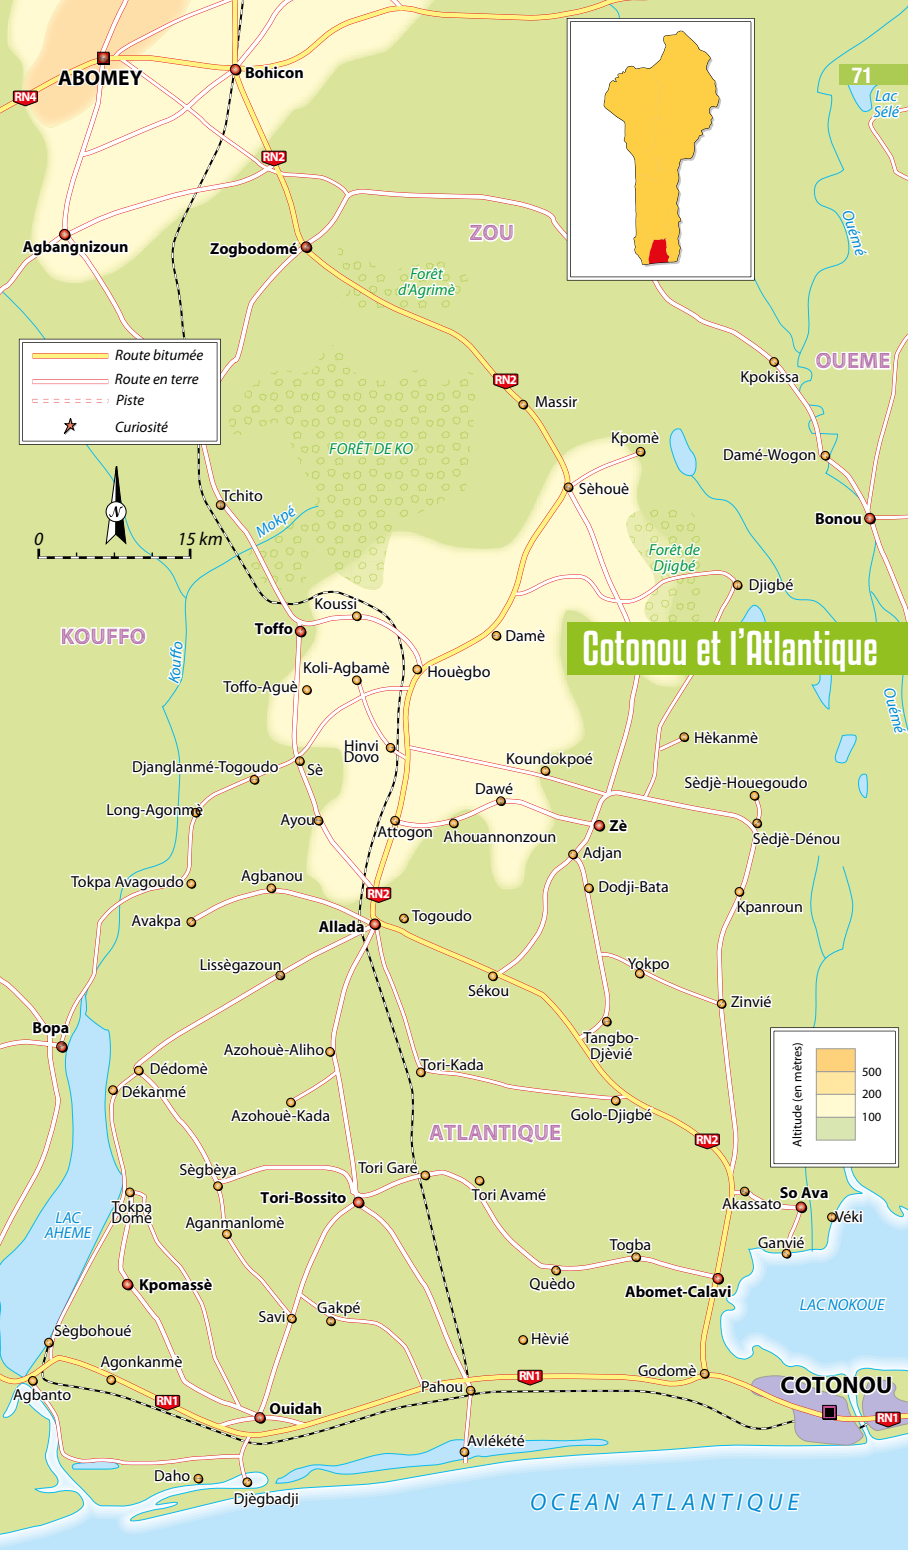 71
Lac
Sélé
ABOMEY
Bohicon
RN4
RN2
Ouémé
Agbangnizoun
Zogbodomé
ZOU
Forêt
d'Agrimè
Route bitumée
Route en terre
Piste
Curiosité
OUEME
Kpokissa
RN2
Massir
Kpomè
FORÊT DE KO
Damé-Wogon
Sèhouè
Tchito
Mokpé
Bonou
N
0
15 km
Forêt de
Djigbé
Djigbé
Koussi
Toffo
KOUFFO
Damè
Cotonou et l'Atlantique
Kouffo
Koli-Agbamè
Houègbo
Toffo-Aguè
Ouémé
Hèkanmè
Hinvi
Dovo
Koundokpoé
Djanglanmé-Togoudo
Sè
Sèdjè-Houegoudo
Dawé
Long-Agonmè
Ayou
Attogon
Ahouannonzoun
Zè
Sèdjè-Dénou
Adjan
Tokpa Avagoudo
Agbanou
Dodji-Bata
RN2
Kpanroun
Avakpa
Allada
Togoudo
Lissègazoun
Yokpo
Sékou
Zinvié
Bopa
Tangbo-
Djèvié
Azohouè-Aliho
Dédomè
Tori-Kada
Dékanmé
Altitude (en mètres)
500
200
100
Azohouè-Kada
Golo-Djigbé
ATLANTIQUE
RN2
Sègbèya
Tori Gare
Tori-Bossito
Tori Avamé
Akassato
So Ava
Tokpa
Domè
LAC
AHEME
Aganmanlomè
Véki
Ganvié
Togba
Quèdo
Kpomassè
Abomet-Calavi
LAC NOKOUE
Gakpé
Savi
Sègbohoué
Hèvié
Agonkanmè
Godomè
RN1
Pahou
COTONOU
Agbanto
RN1
Ouidah
RN1
Avlékété
Daho
Djègbadji
OCEAN ATLANTIQUE